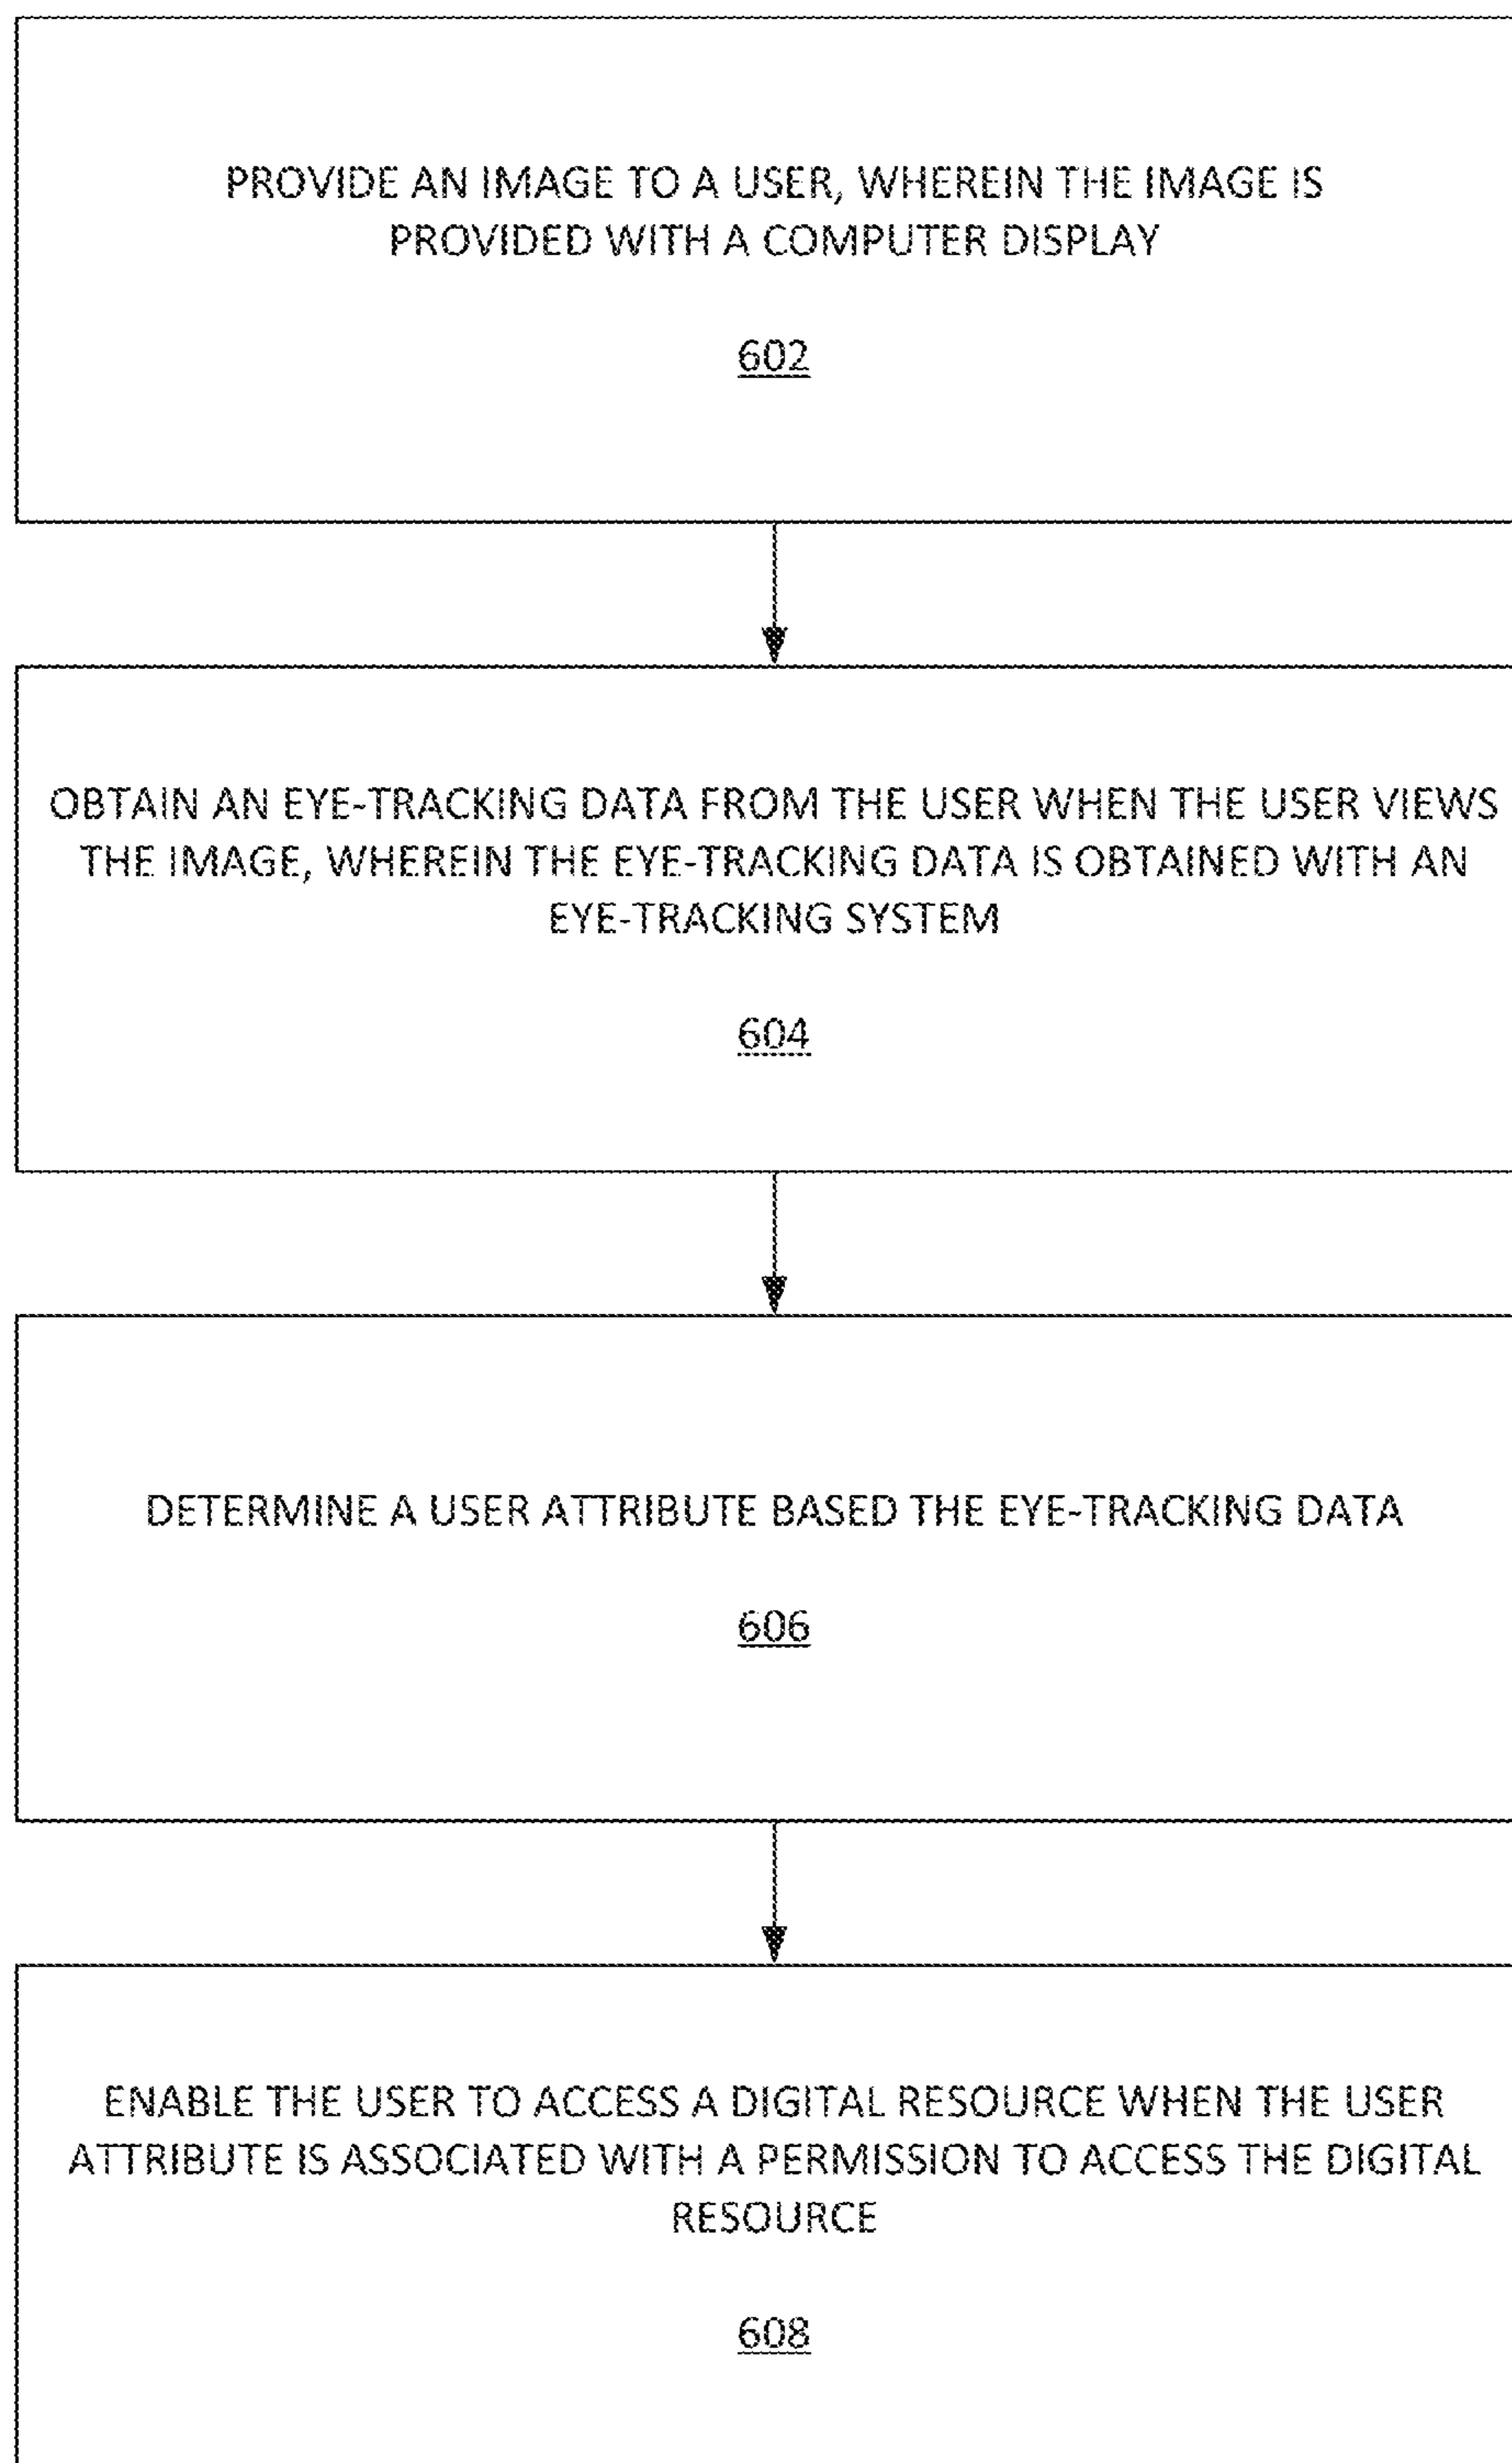 PROVIDE AN IMAGE TO A USER, WHEREIN THE IMAGE IS
PROVIDED WITH A COMPUTER DISPLAY
602
OBTAIN AN EYE-TRACKING DATA FROM THE USER WHEN THE USER VIEWS
THE IMAGE, WHEREIN THE EYE-TRACKING DATA IS OBTAINED WITH AN
EYE-TRACKING SYSTEM
604
DETERMINE A USER ATTRIBUTE BASED THE EYE-TRACKING DATA
606
ENABLE THE USER TO ACCESS A DIGITAL RESOURCE WHEN THE USER
ATTRIBUTE IS ASSOCIATED WITH A PERMISSION TO ACCESS THE DIGITAL
RESOURCE
608